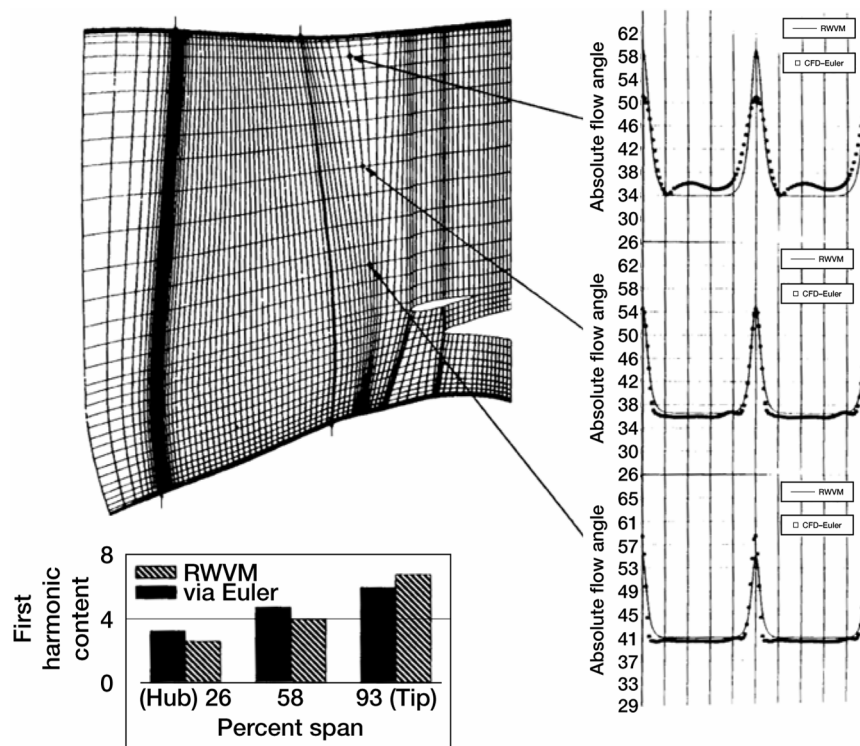 62
58
54
50
46
42
38
34
30
26
Absolute flow angle
RWVM
CFD–Euler
62
58
54
50
46
42
38
34
30
26
Absolute flow angle
RWVM
CFD–Euler
65
61
57
53
49
45
41
37
33
29
Absolute flow angle
RWVM
CFD–Euler
8
4
0
First
harmonic
content
RWVM
via Euler
(Hub) 26 58 93 (Tip)
Percent span